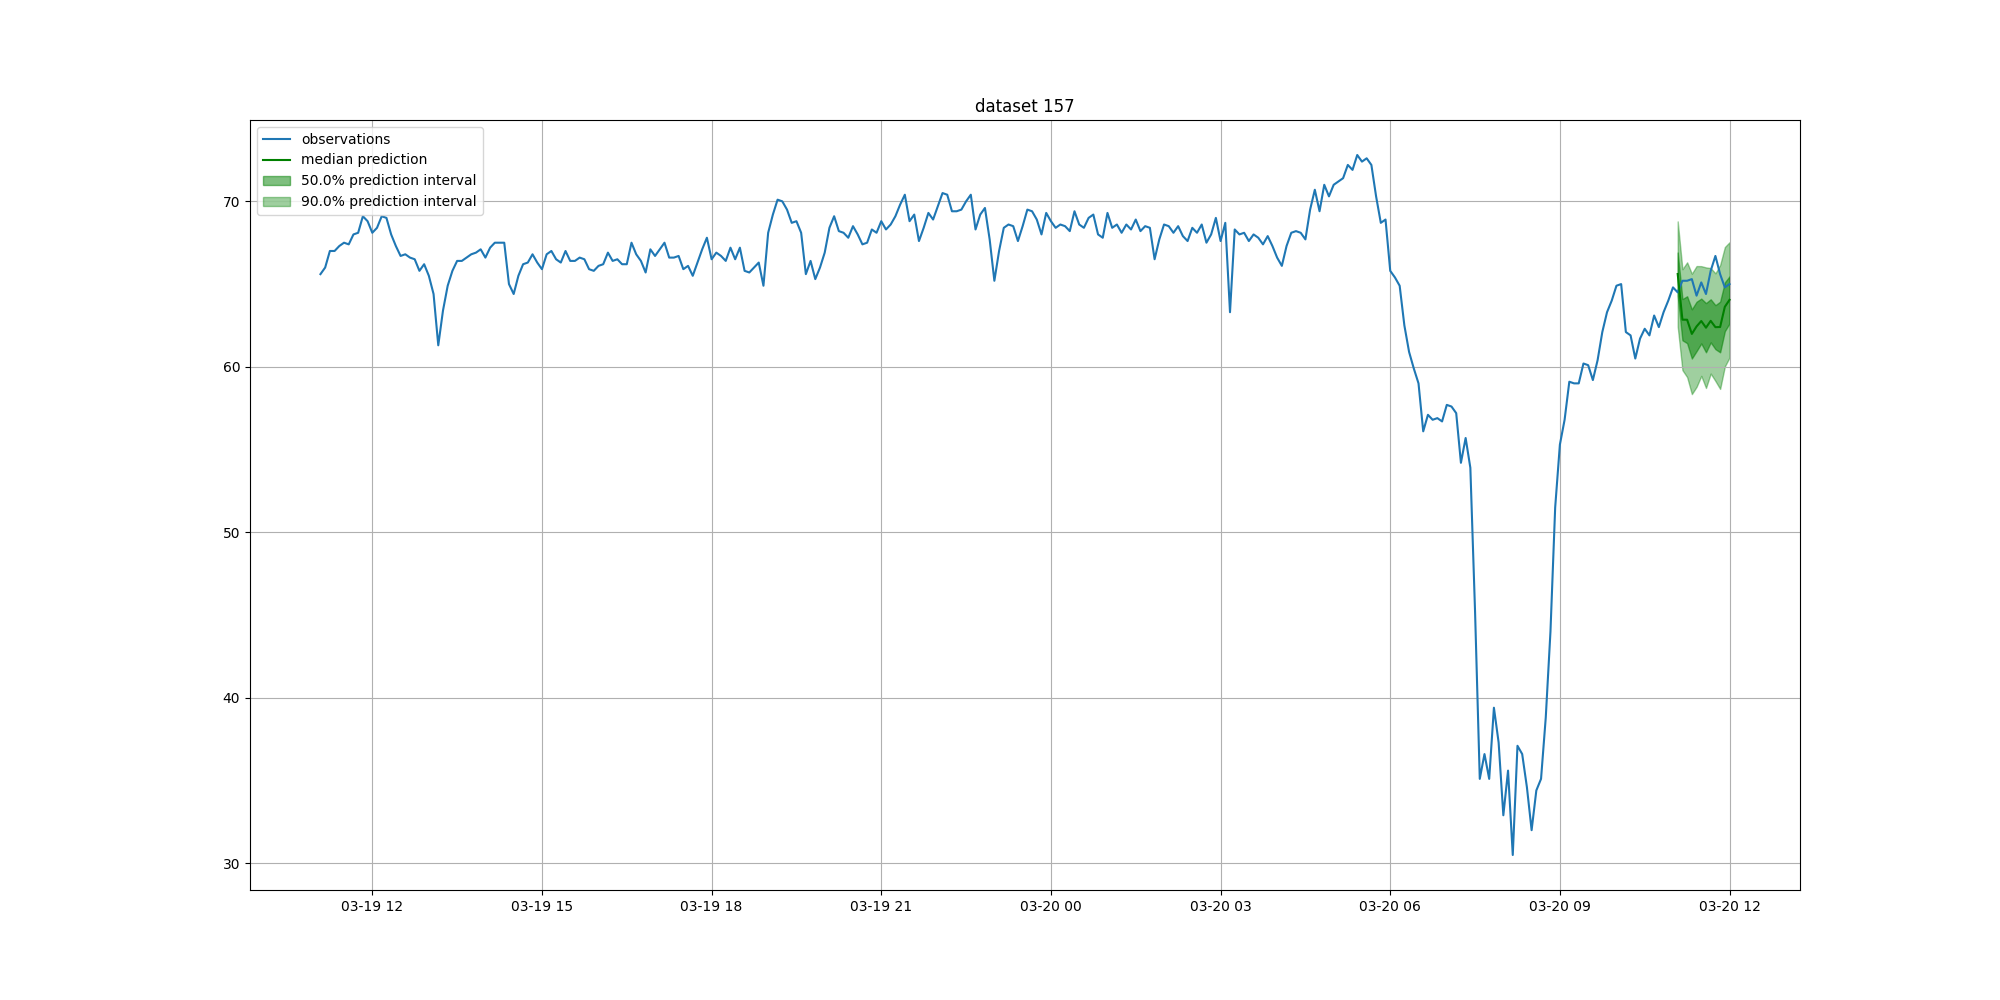 dataset 157
observations
median prediction
50.0% prediction interval
90.0% prediction interval
70
60
50
40
30
03-19 12
03-19 15
03-19 18
03-19 21
03-20 00
03-20 03
03-20 06
03-20 09
03-20 12